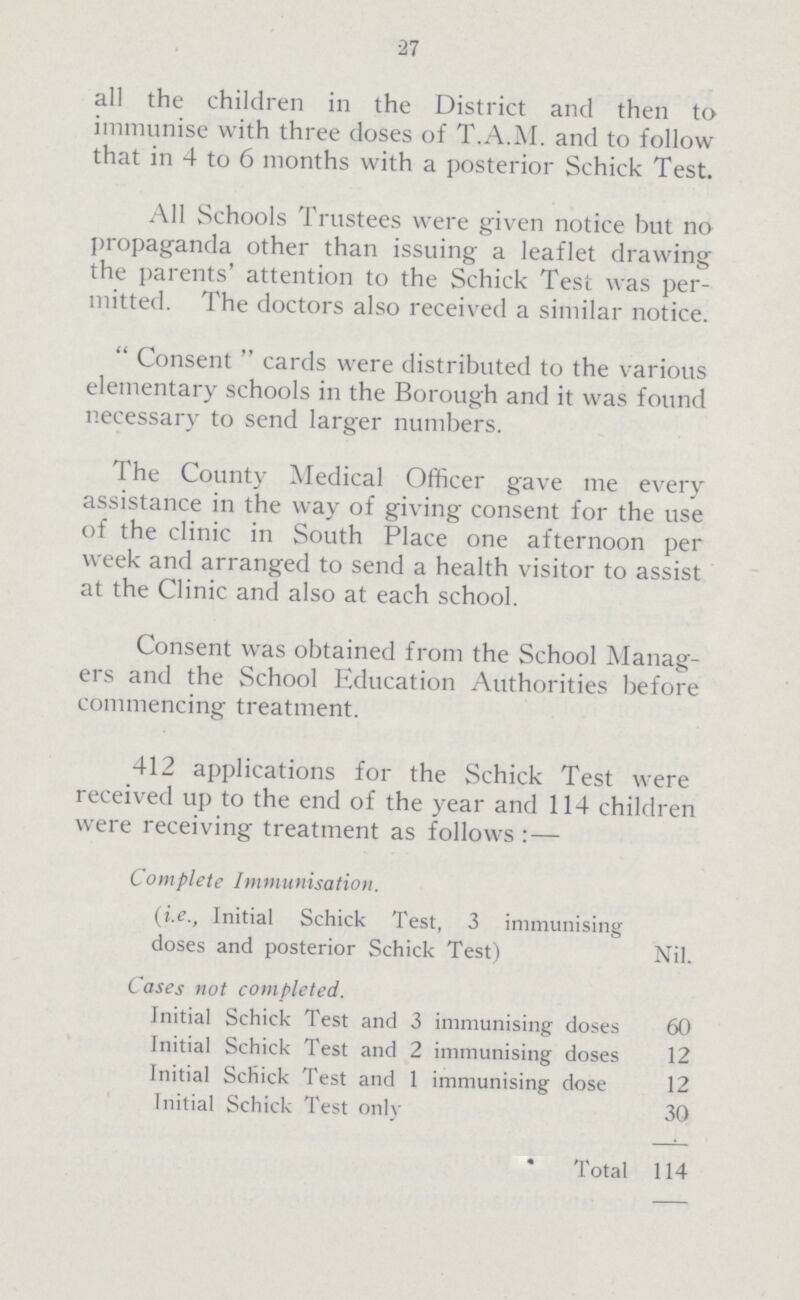 27
all the children in the District and then to
immunise with three doses of T.A.M. and to follow
that in 4 to 6 months with a posterior Schick Test.
All Schools Trustees were given notice but no
propaganda other than issuing a leaflet drawing
the parents' attention to the Schick Test was per-
mitted. The doctors also received a similar notice.
" Consent " cards were distributed to the various
elementary schools in the Borough and it was found
necessary to send larger numbers.
The County Medical Officer gave me every
assistance in the way of giving consent for the use
of the clinic in South Place one afternoon per
week and arranged to send a health visitor to assist
at the Clinic and also at each school.
Consent was obtained from the School Manag-
ers and the School Education Authorities before
commencing treatment.
412 applications for the Schick Test were
received up to the end of the year and 114 children
were receiving treatment as follows :—
Complete Immunisation.
(i.e., Initial Schick Test, 3 immunising
doses and posterior Schick Test) Nil.
Cases not completed.
Initial Schick Test and 3 immunising doses 60
Initial Schick Test and 2 immunising doses 12
Initial Schick Test and 1 immunising dose 12
Initial Schick Test only 30
Total 114